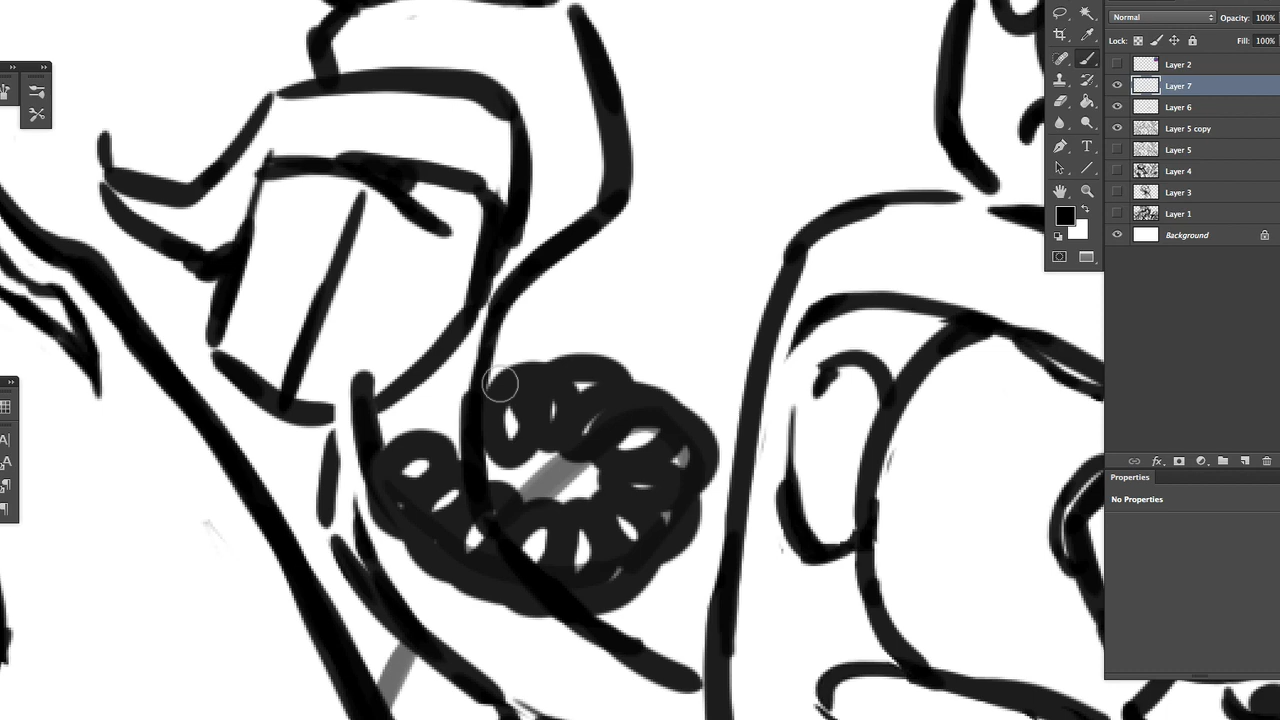 Normal Opacity: 100%
Lock: Fill: 100%
Layer 2
Layer 7
Layer 6
Layer 5 copy
Layer 5
Layer 4
Layer 3
Layer 1
Background
fx
Properties
No Properties
T
A
A